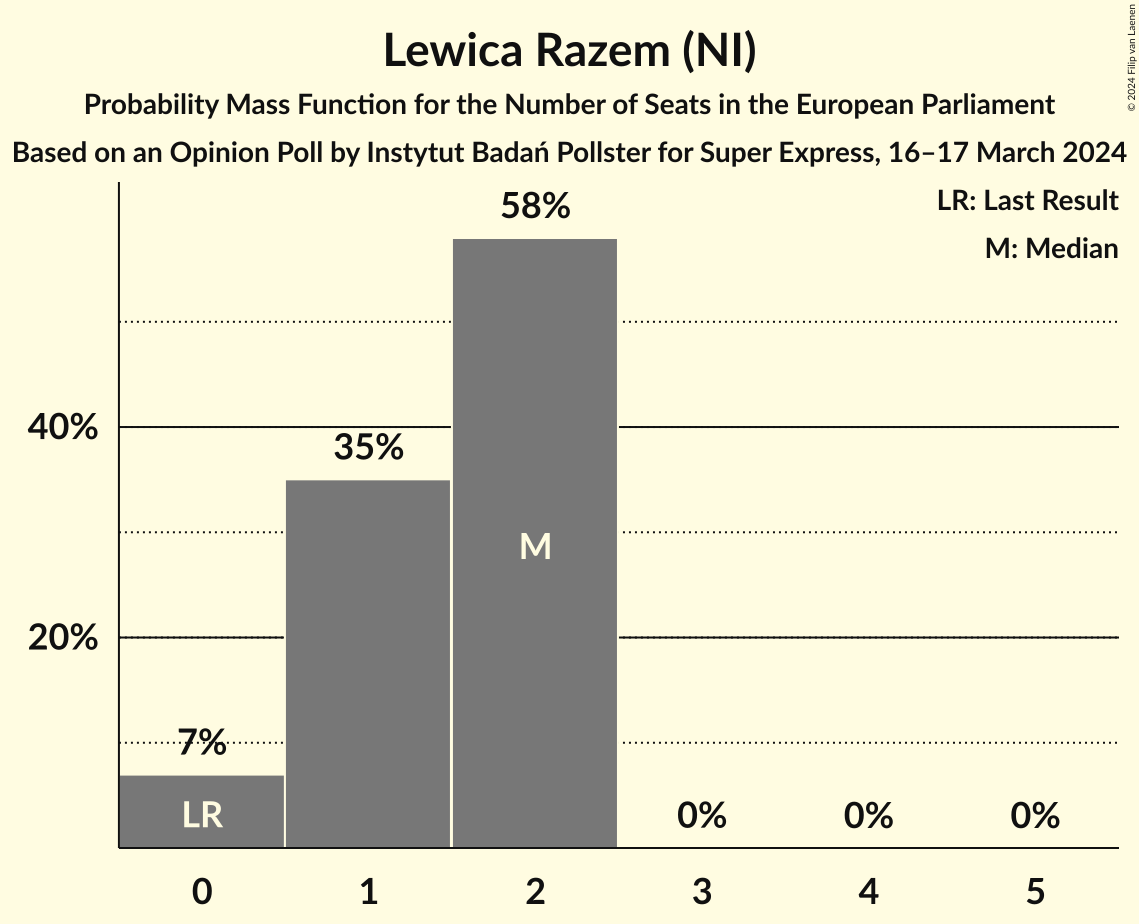 Lewica Razem (NI)
Probability Mass Function for the Number of Seats in the European Parliament
Based on an Opinion Poll by Instytut Badań Pollster for Super Express, 16–17 March 2024
© 2024 Filip van Laenen
LR: Last Result
M: Median
58%
40%
35%
M
20%
7%
LR
0%
0%
0%
0
1
2
3
4
5